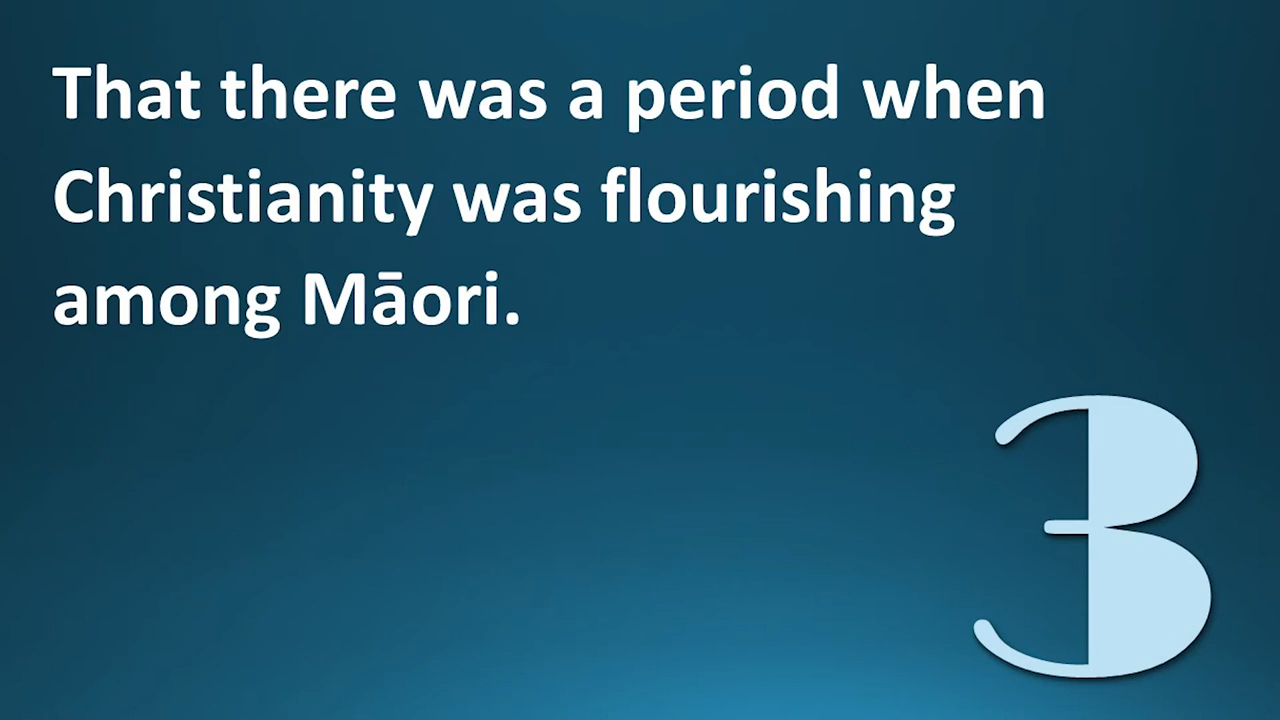 That there was a period when
Christianity was flourishing
among Māori.
3